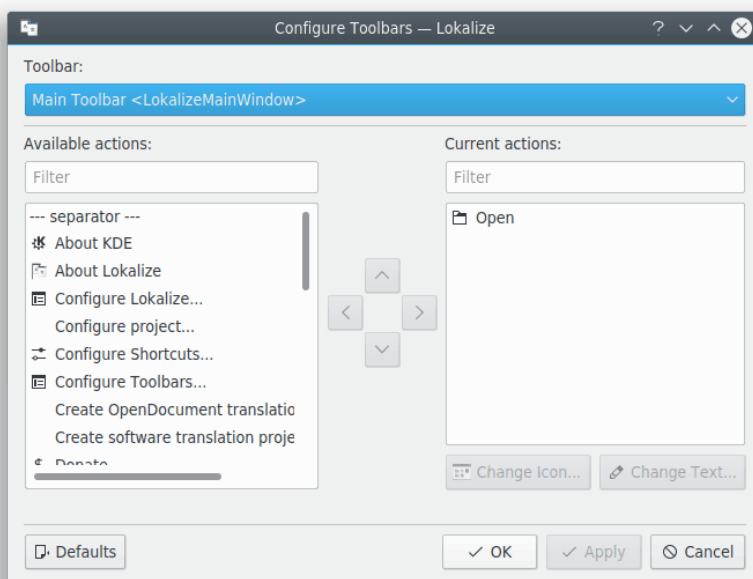 Configure Toolbars — Lokalize
Toolbar:
Main Toolbar <LokalizeMainWindow>
Available actions:
Filter
--- separator ---
About KDE
About Lokalize
Configure Lokalize...
Configure project...
Configure Shortcuts...
Configure Toolbars...
Create OpenDocument translatio
Create software translation proje
Donate
Current actions:
Filter
Open
Change Icon...
Change Text...
Defaults
OK
Apply
Cancel